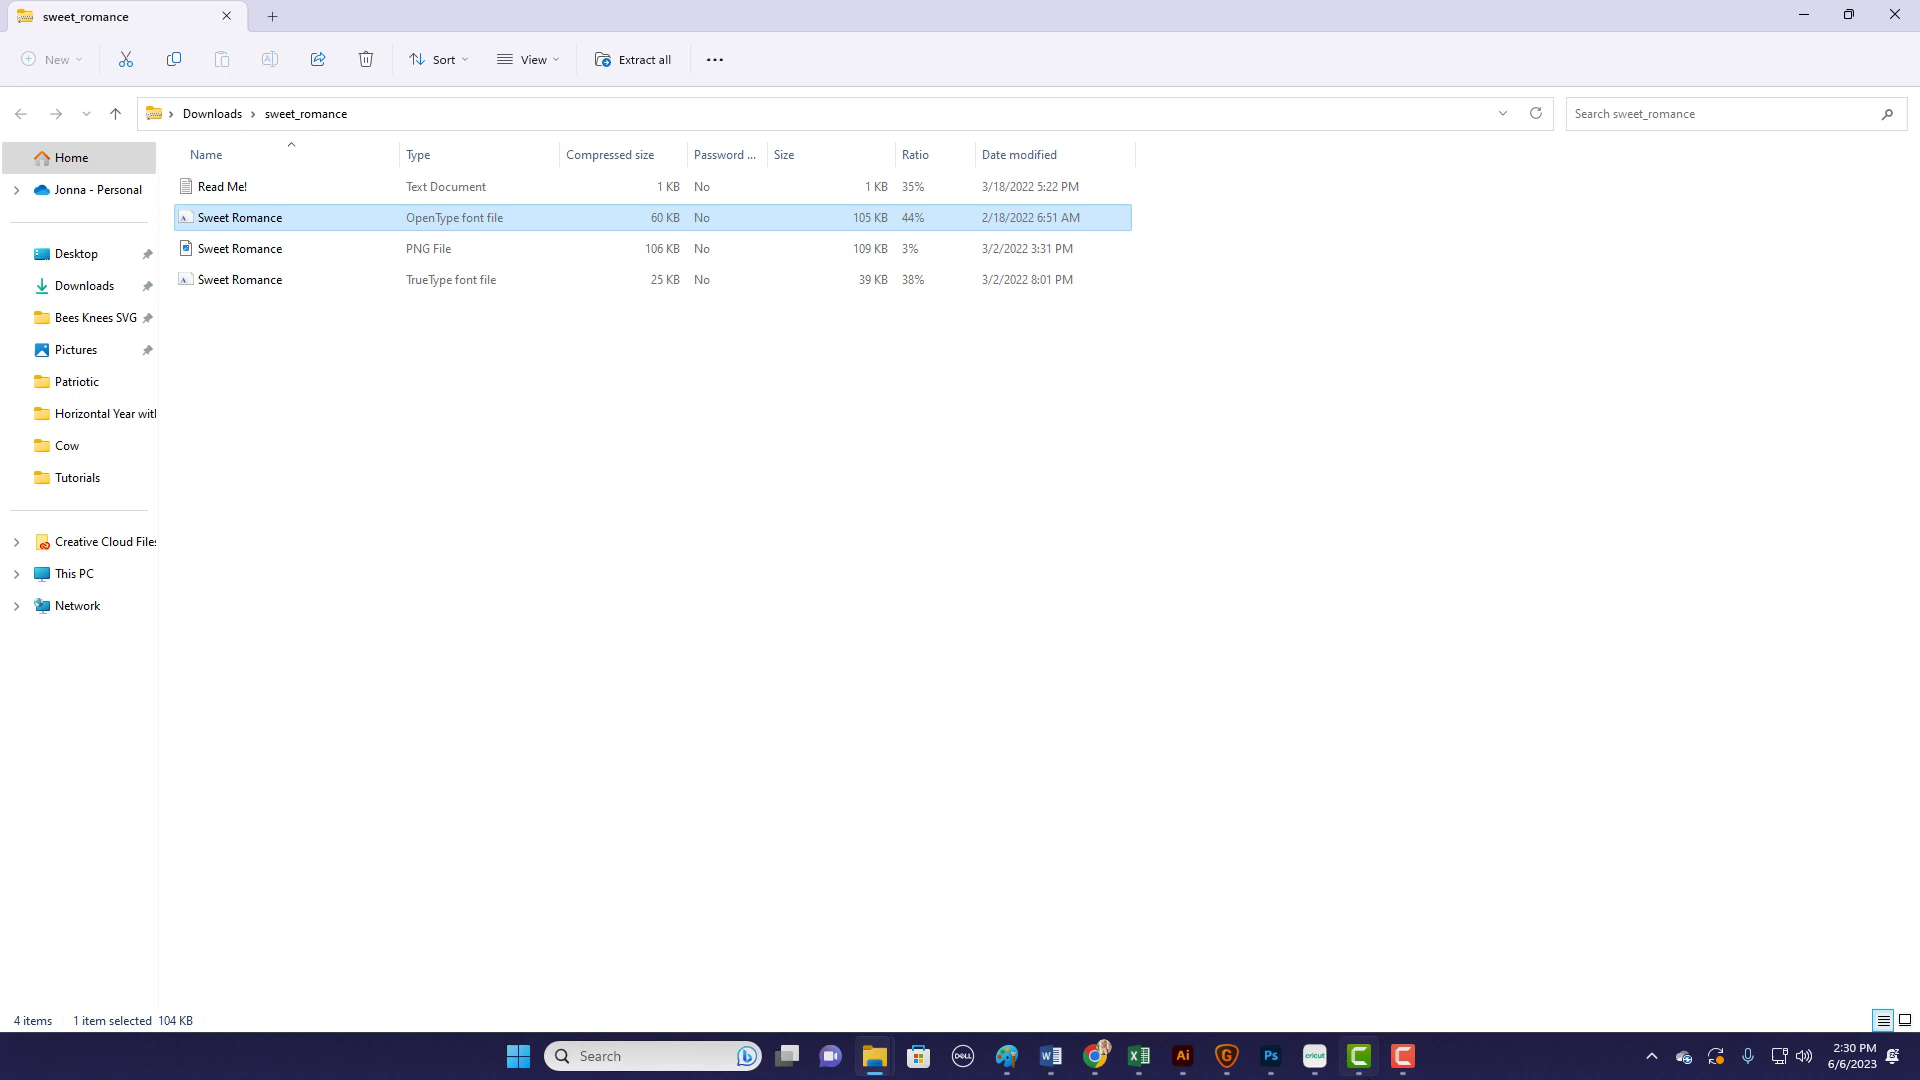 sweet_romance
New
Sort
View
Extract all
Downloads
sweet_romance
Search sweet_romance
Name
Type
Compressed size
Password ...
Size
Ratio
Date modified
Read Me!
Text Document
1 KB
No
1 KB
35%
3/18/2022 5:22 PM
Sweet Romance
OpenType font file
60 KB
No
105 KB
44%
2/18/2022 6:51 AM
Sweet Romance
PNG File
106 KB
No
109 KB
3%
3/2/2022 3:31 PM
Sweet Romance
TrueType font file
25 KB
No
39 KB
38%
3/2/2022 8:01 PM
Home
Jonna - Personal
Desktop
Downloads
Bees Knees SVG
Pictures
Patriotic
Horizontal Year with
Cow
Tutorials
Creative Cloud Files
This PC
Network
4 items
1 item selected 104 KB
Search
DELL
Ai
G
Ps
cricut
2:30 PM
6/6/2023